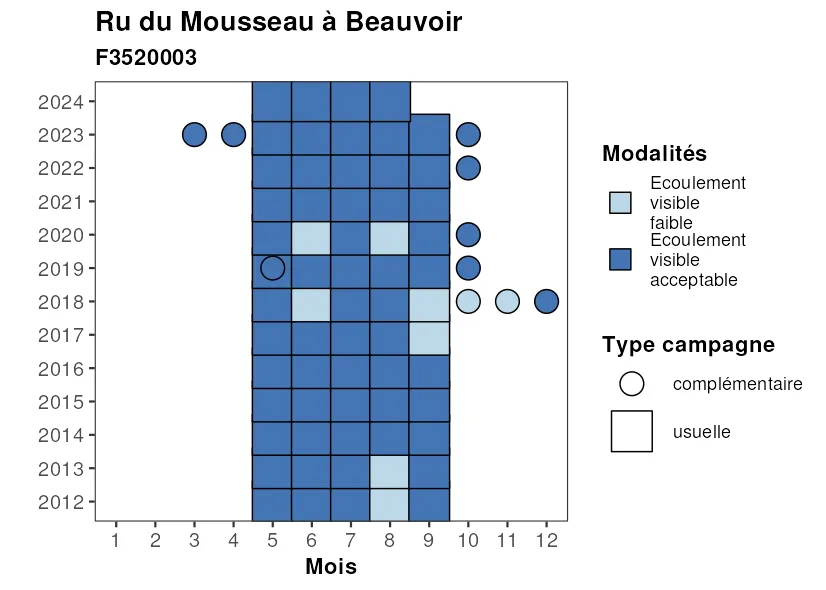 Ru du Mousseau à Beauvoir
F3520003
2024
2023
2022
2021
2020
2019
2018
2017
2016
2015
2014
2013
2012
1 2 3 4 5 6 7 8 9 10 11 12
Mois
Modalités
Ecoulement
visible
faible
Ecoulement
visible
acceptable
Type campagne
complémentaire
usuelle